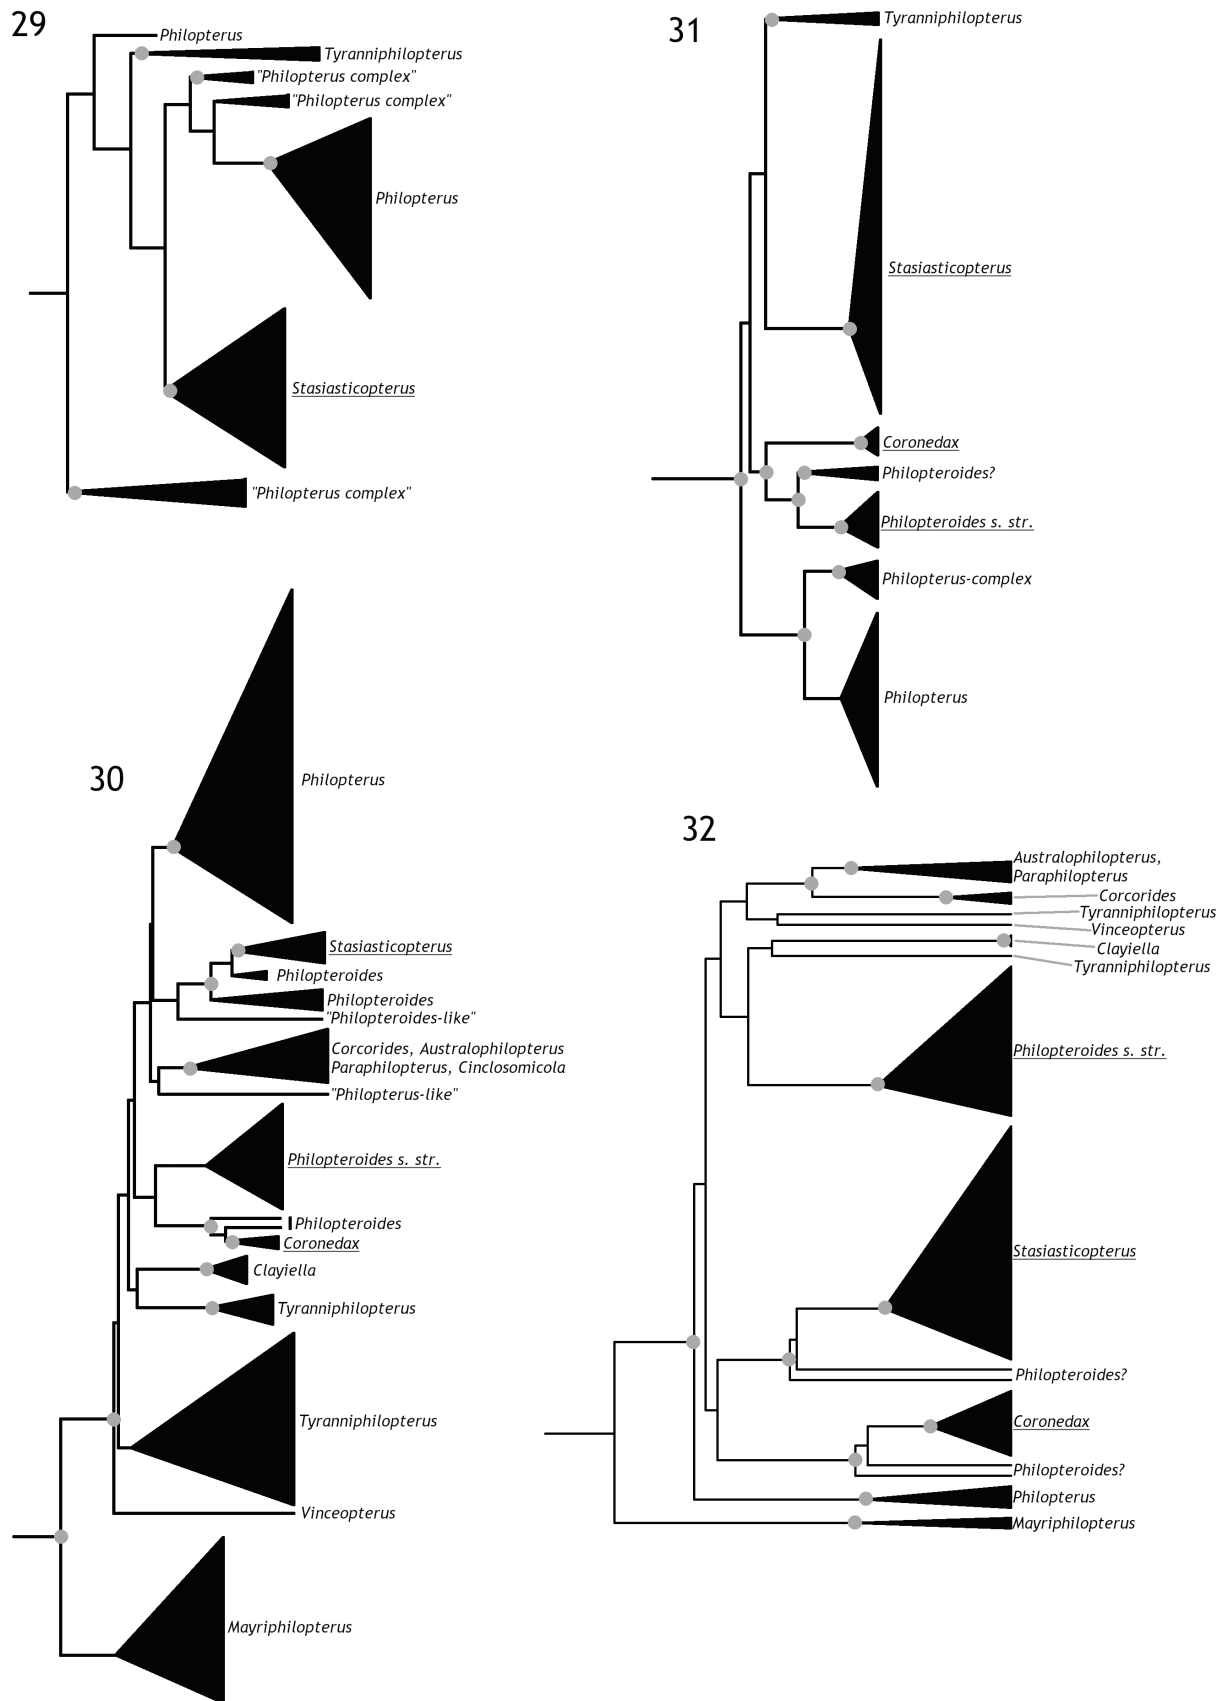 29
Philopterus
Tyranniphilopterus
"Philopterus complex"
"Philopterus complex"
Philopterus
Stasiasticopterus
"Philopterus complex"
31
Tyranniphilopterus
Stasiasticopterus
Coronedax
Philopteroides?
Philopteroides s. str.
Philopterus-complex
Philopterus
30
Philopterus
Stasiasticopterus
Philopteroides
Philopteroides
"Philopteroides-like"
Corcorides, Australophilopterus
Paraphilopterus, Cinclosomicola
"Philopterus-like"
Philopteroides s. str.
Philopteroides
Coronedax
Clayiella
Tyranniphilopterus
Tyranniphilopterus
Vinceopterus
Mayriphilopterus
32
Australophilopterus,
Paraphilopterus
Corcorides
Tyranniphilopterus
Vinceopterus
Clayiella
Tyranniphilopterus
Philopteroides s. str.
Stasiasticopterus
Philopteroides?
Coronedax
Philopteroides?
Philopterus
Mayriphilopterus